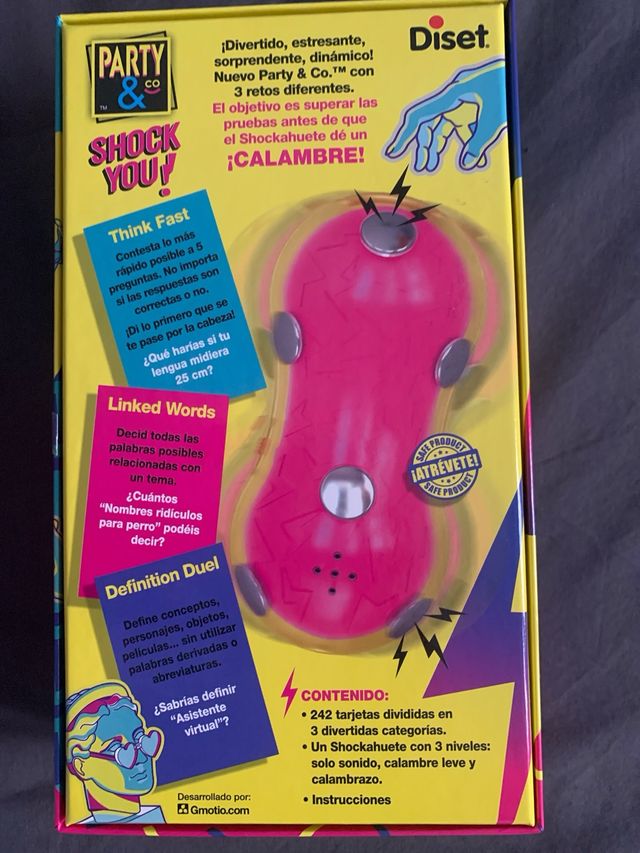 PARTY
& CO
TM
SHOCK
YOU!
¡Divertido, estresante,
sorprendente, dinámico!
Nuevo Party & Co.™ con
3 retos diferentes.
El objetivo es superar las
pruebas antes de que
el Shockahuete dé un
¡CALAMBRE!
Diset®
Think Fast
Contesta lo más
rápido posible a 5
preguntas. No importa
si las respuestas son
correctas o no.
¡Di lo primero que se
te pase por la cabeza!
¿Qué harías si tu
lengua midiera
25 cm?
Linked Words
Decid todas las
palabras posibles
relacionadas con
un tema.
¿Cuántos
“Nombres ridículos
para perro” podéis
decir?
SAFE PRODUCT
¡ATRÉVETE!
SAFE PRODUCT
Definition Duel
Define conceptos,
personajes, objetos,
películas... sin utilizar
palabras derivadas o
abreviaturas.
¿Sabrías definir
“Asistente
virtual”?
CONTENIDO:
• 242 tarjetas divididas en
3 divertidas categorías.
• Un Shockahuete con 3 niveles:
solo sonido, calambre leve y
calambrazo.
• Instrucciones
Desarrollado por:
Gmotio.com